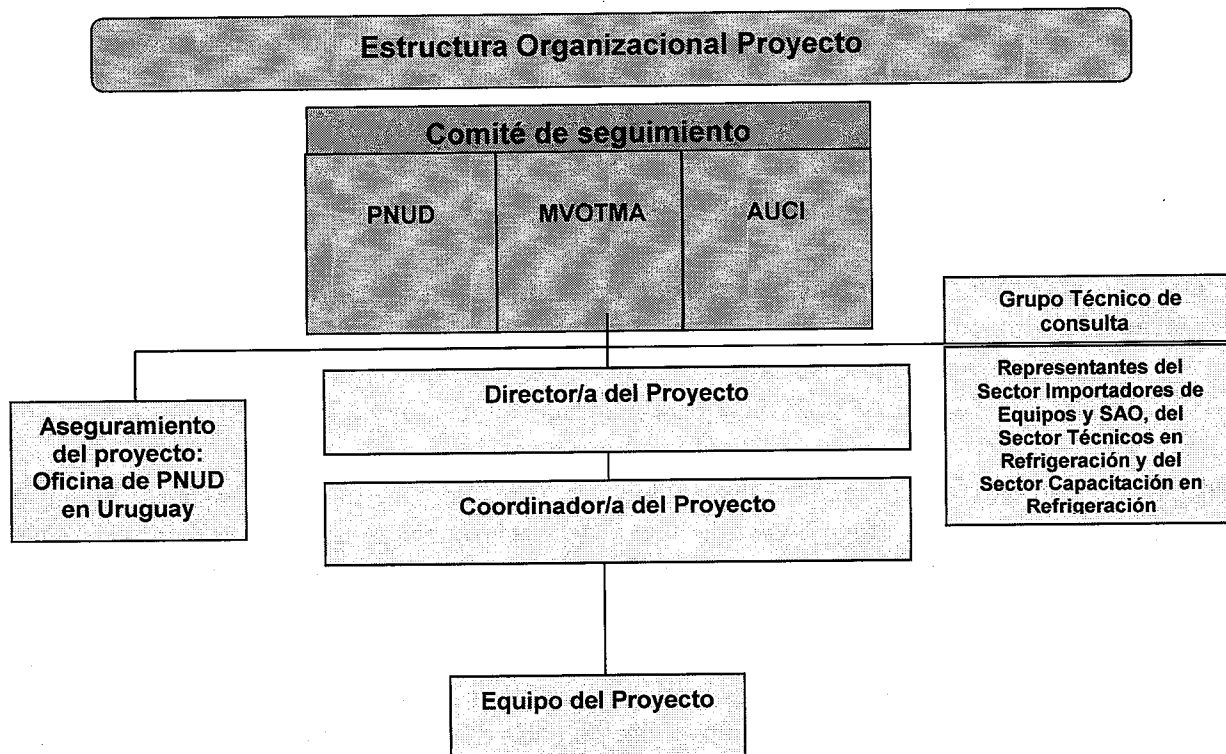 Estructura Organizacional Proyecto
Comité de seguimiento
PNUD
MVOTMA
AUCI
Grupo Técnico de
consulta
Representantes del
Sector Importadores de
Equipos y SAO, del
Sector Técnicos en
Refrigeración y del
Sector Capacitación en
Refrigeración
Director/a del Proyecto
Aseguramiento
del proyecto:
Oficina de PNUD
en Uruguay
Coordinador/a del Proyecto
Equipo del Proyecto